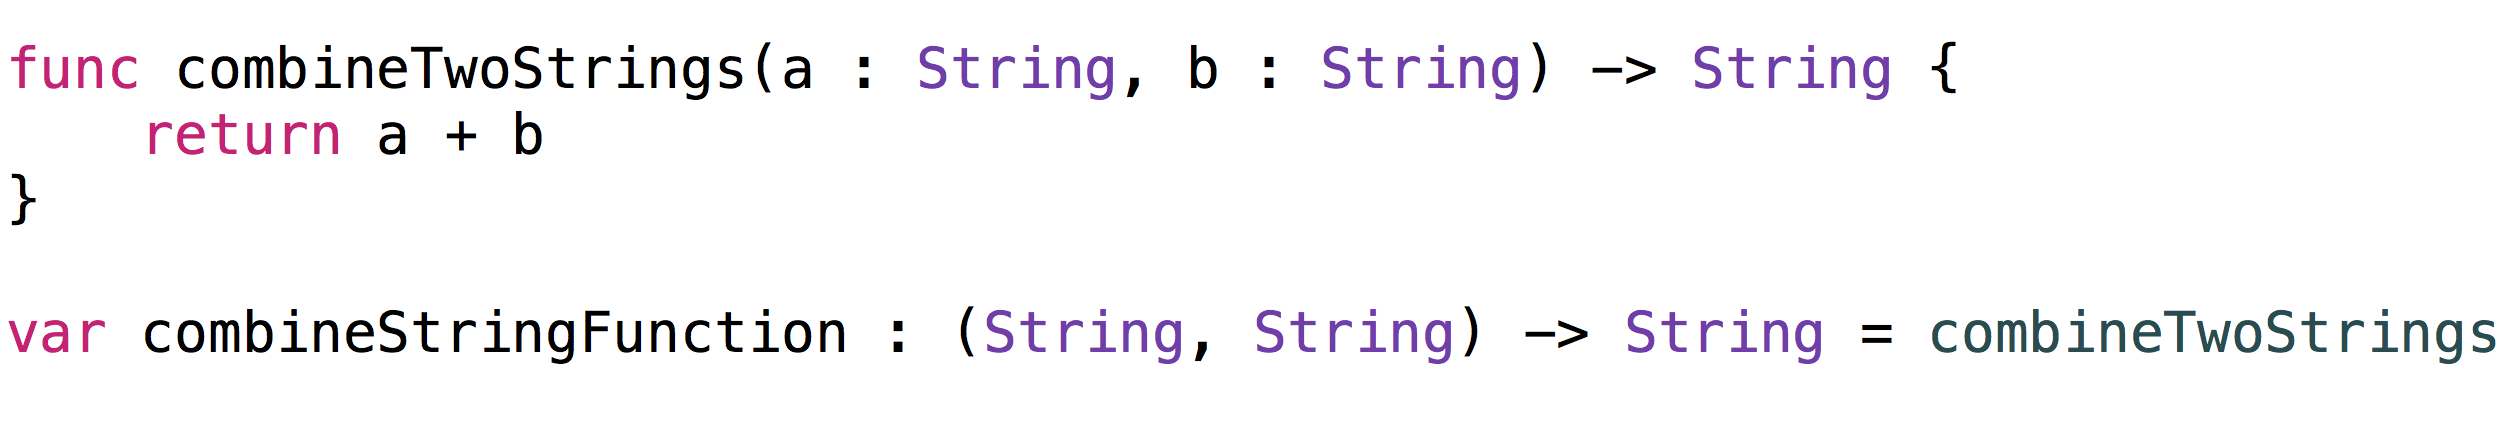 func combineTwoStrings(a : String, b : String) -> String {
    return a + b
}
var combineStringFunction : (String, String) -> String = combineTwoStrings